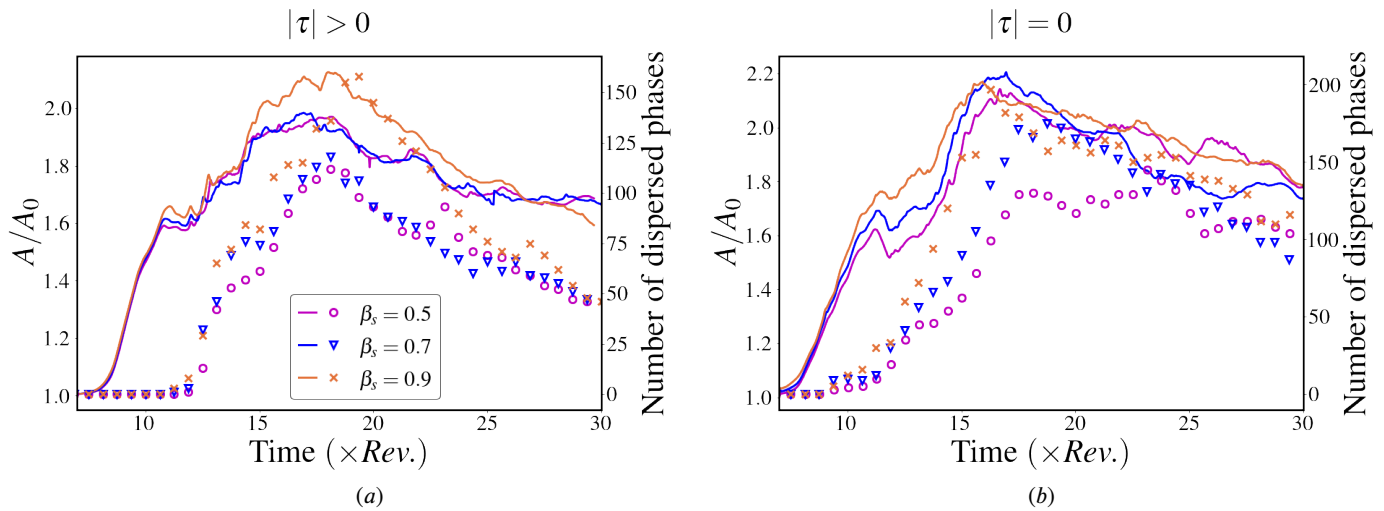 |τ| > 0
A/A₀
2.0
1.8
1.6
1.4
1.2
1.0
150
125
100
75
50
25
0
Number of dispersed phases
βₛ = 0.5
βₛ = 0.7
βₛ = 0.9
10 15 20 25 30
Time (×Rev.)
(a)
|τ| = 0
A/A₀
2.2
2.0
1.8
1.6
1.4
1.2
1.0
200
150
100
50
0
Number of dispersed phases
10 15 20 25 30
Time (×Rev.)
(b)